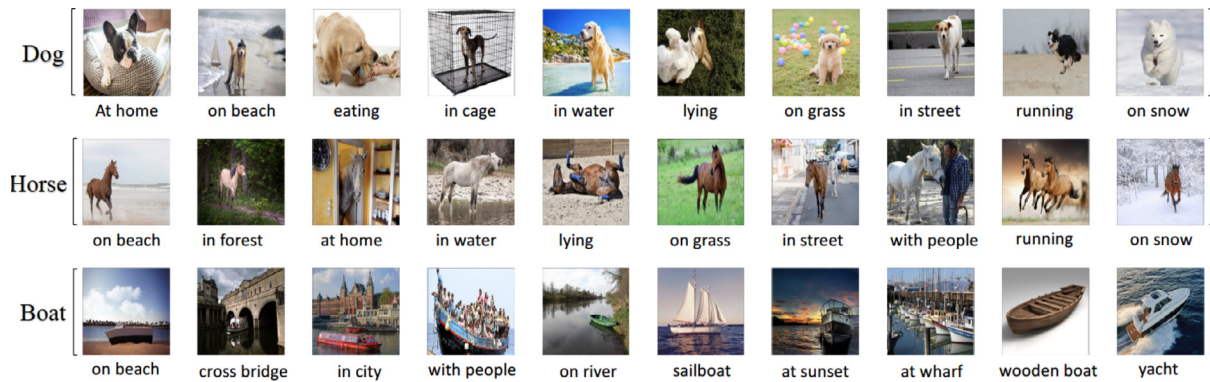 Dog
At home on beach eating in cage in water lying on grass in street running on snow
Horse
on beach in forest at home in water lying on grass in street with people running on snow
Boat
on beach cross bridge in city with people on river sailboat at sunset at wharf wooden boat yacht